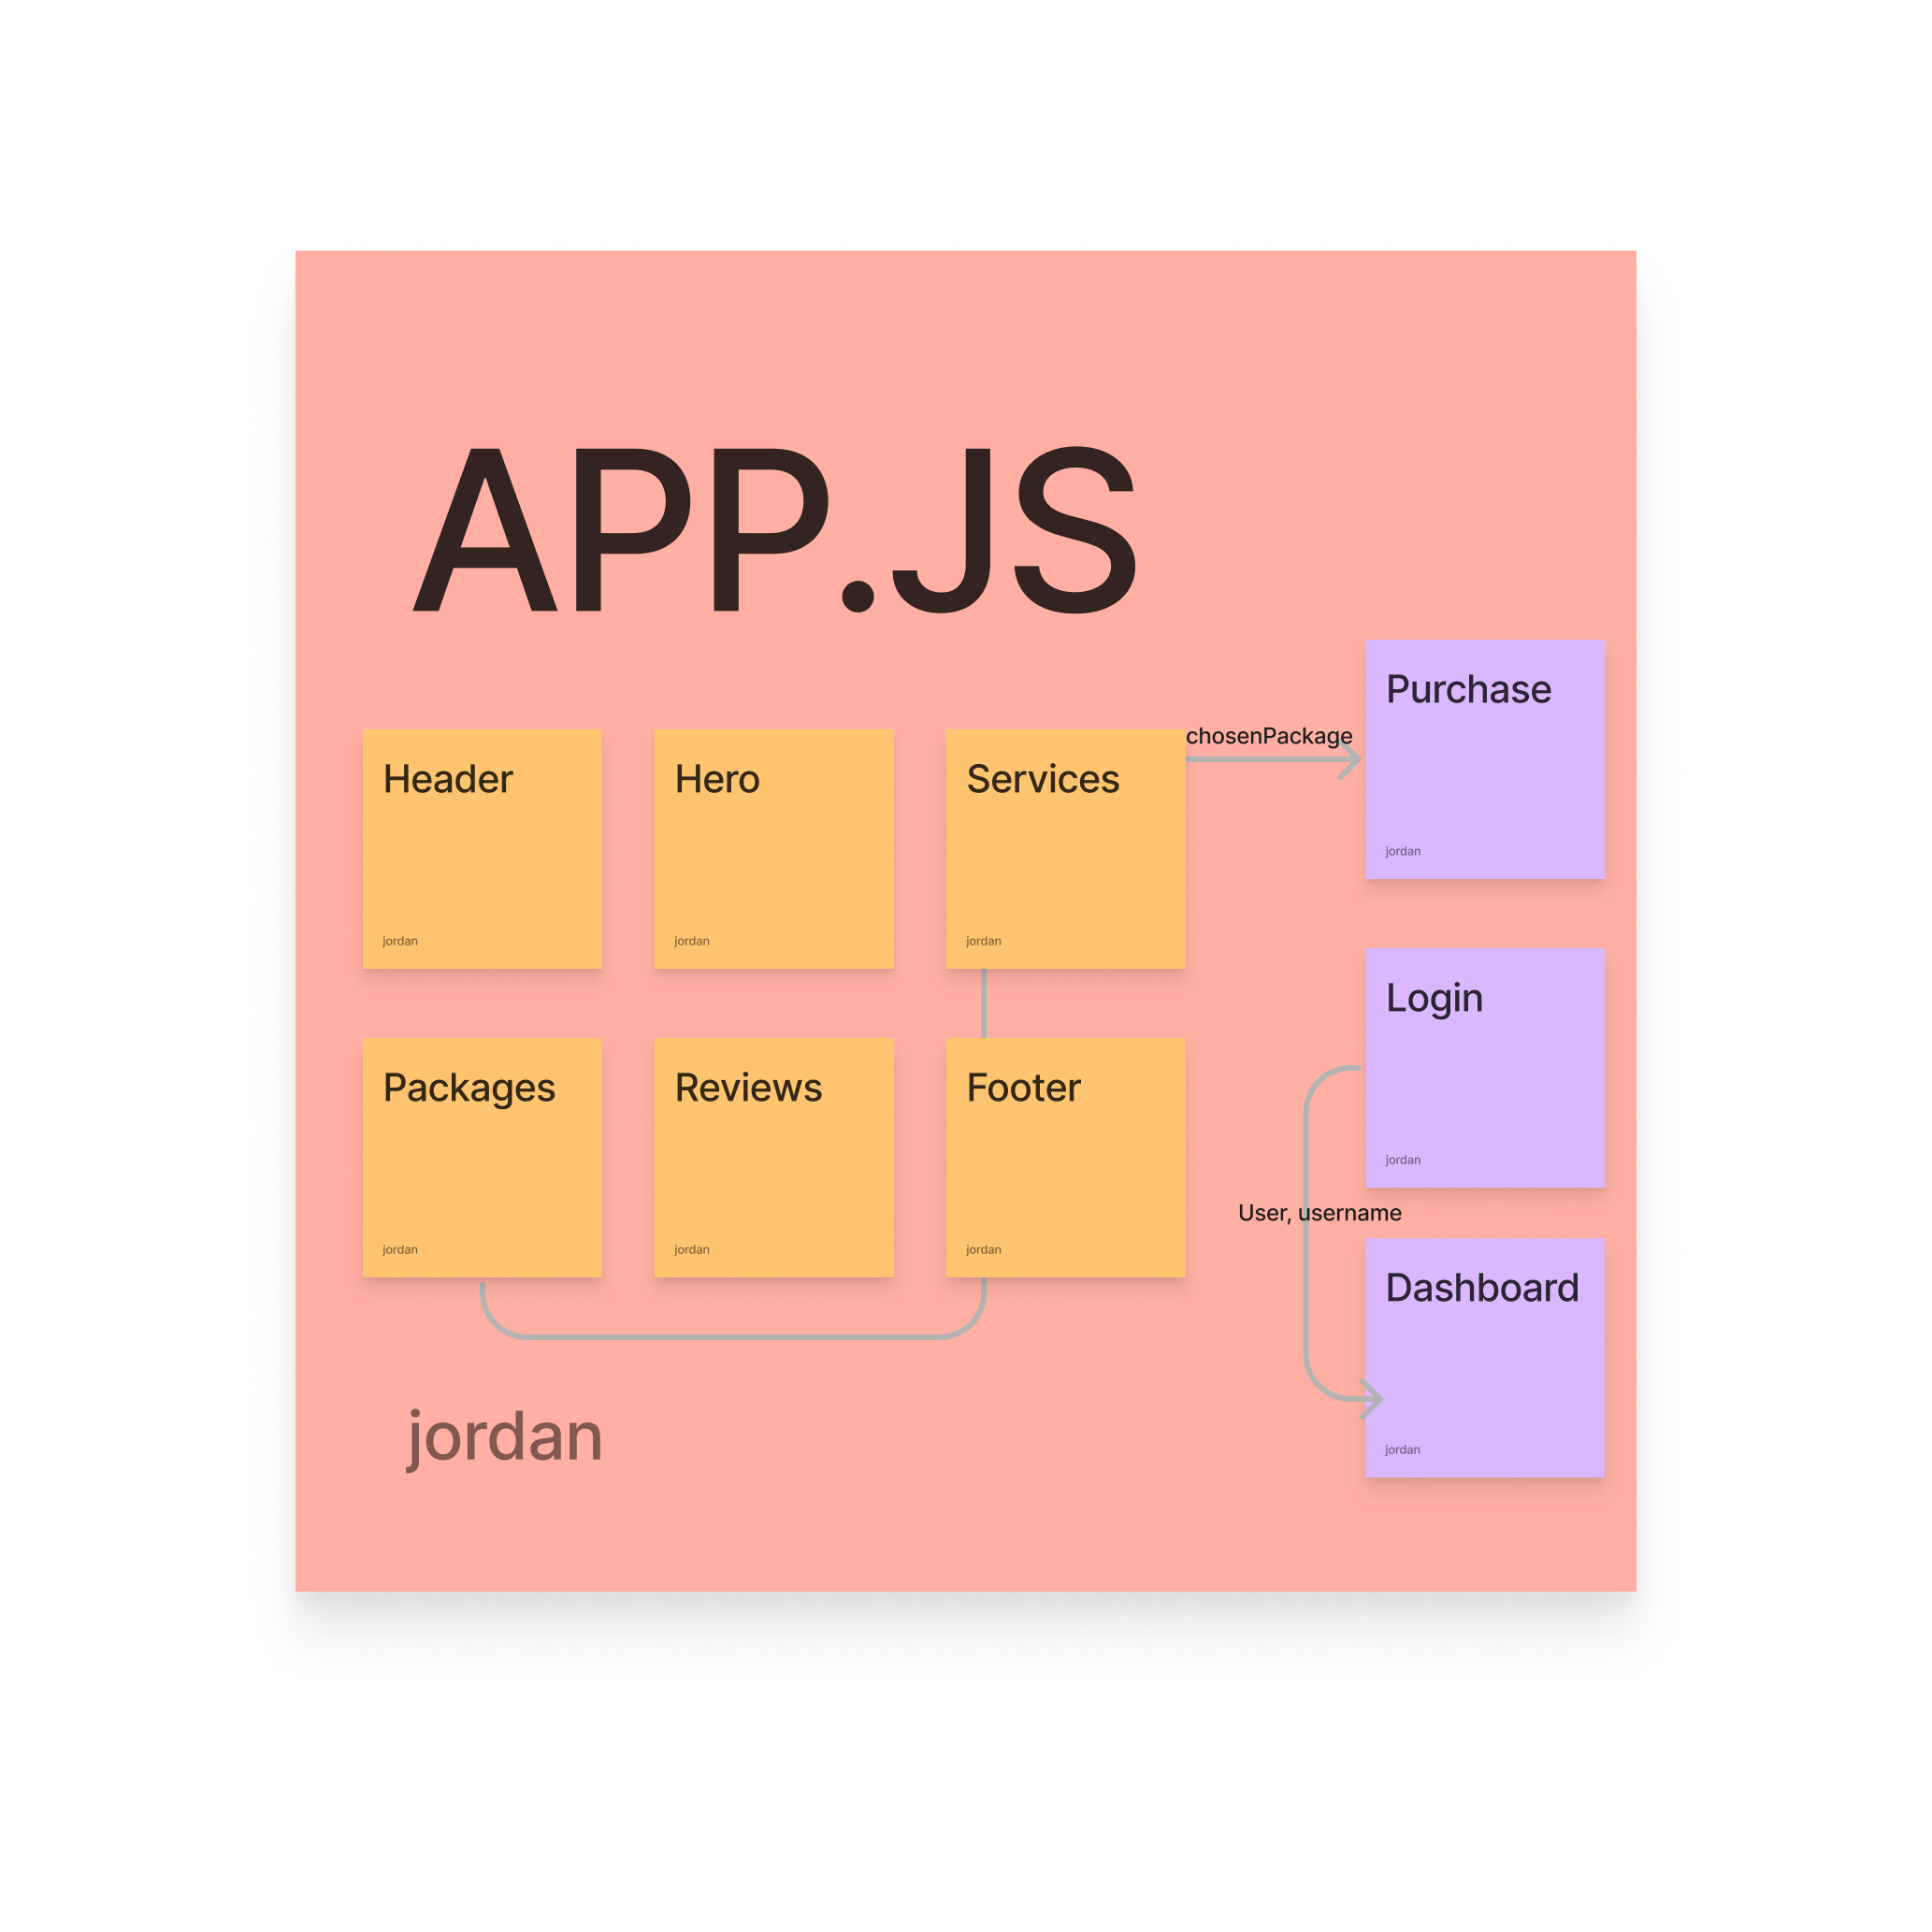 APP.JS
Purchase
jordan
chosenPackage
Header
jordan
Hero
jordan
Services
jordan
Login
jordan
Packages
jordan
Reviews
jordan
Footer
jordan
User, username
Dashboard
jordan
jordan